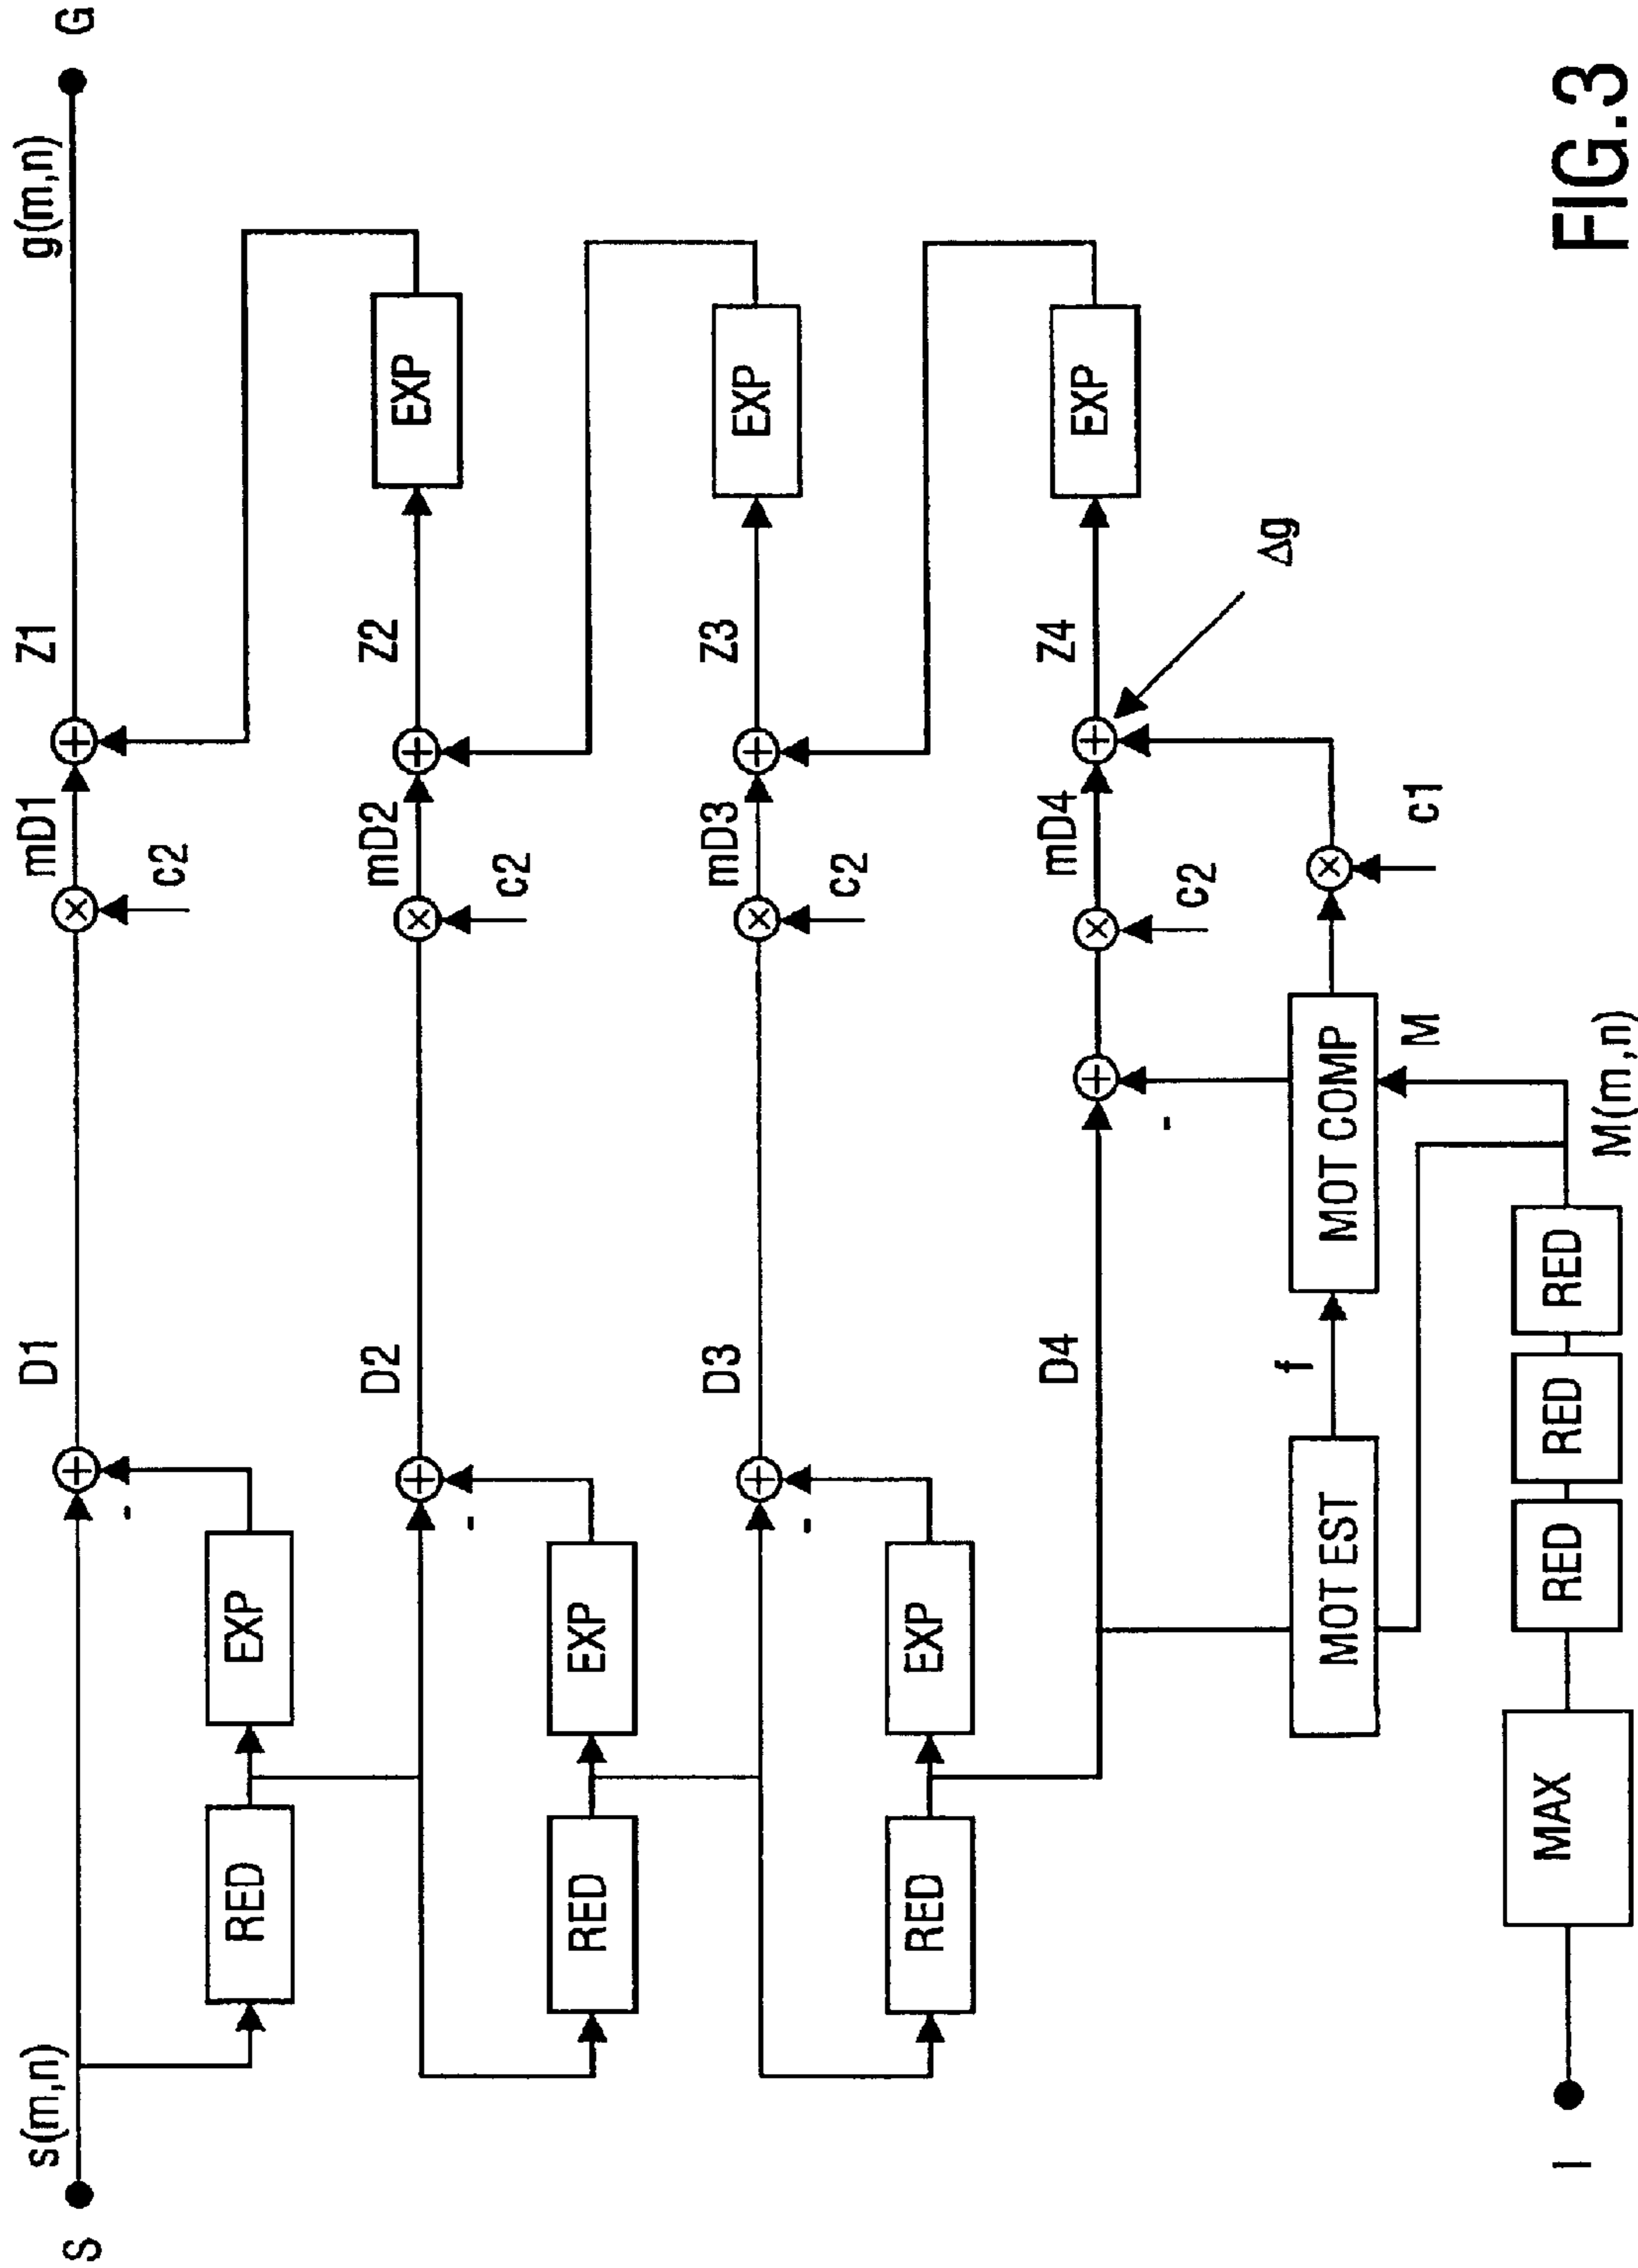 S
s(m,n)
D1
mD1
Z1
g(m,n)
G
c2
RED
EXP
-
EXP
D2
mD2
Z2
c2
RED
EXP
-
EXP
D3
mD3
Z3
c2
RED
EXP
-
EXP
D4
mD4
Z4
c2
-
Δg
MOT EST
f
MOT COMP
c1
M
I
MAX
RED
RED
RED
M(m,n)
FIG.3